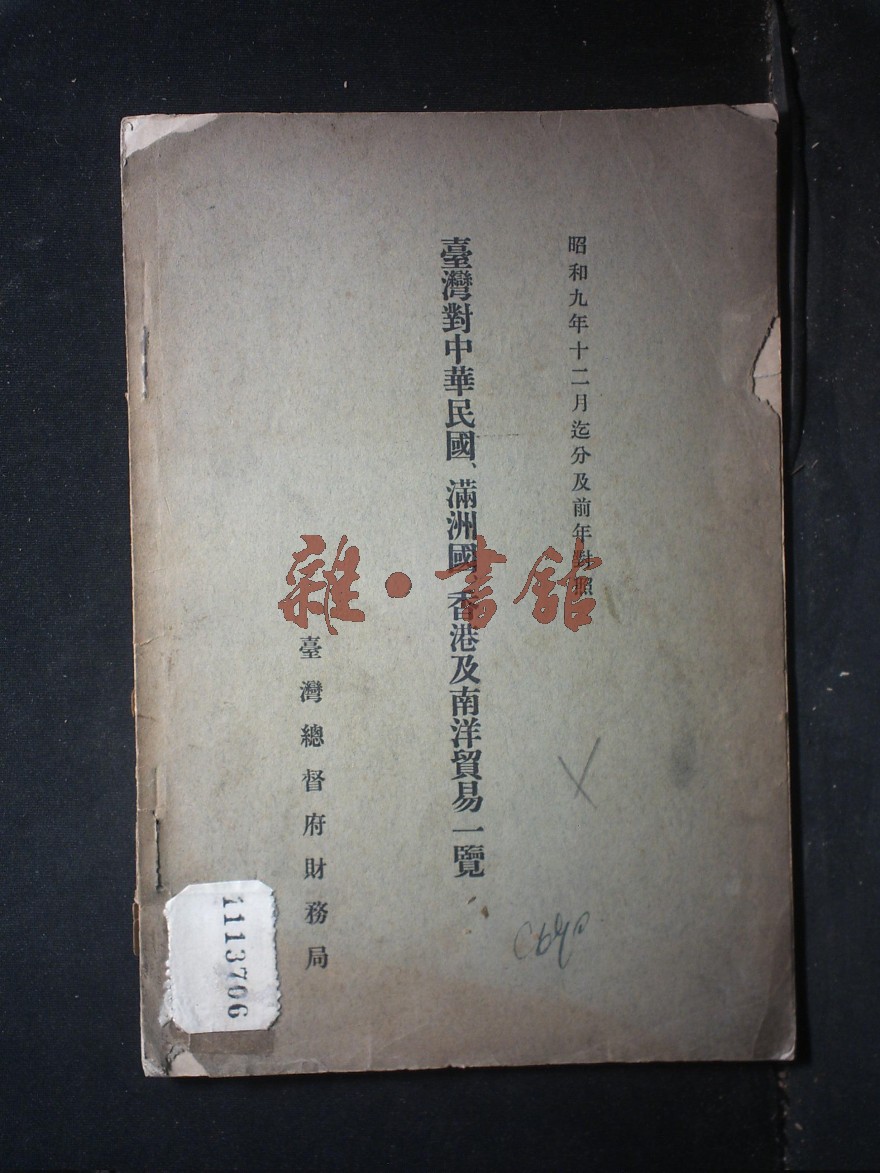 昭和九年十二月迄分及前年對照
臺灣對中華民國、滿洲國、香港及南洋貿易一覽
臺灣總督府財務局
雜·書館
1113706